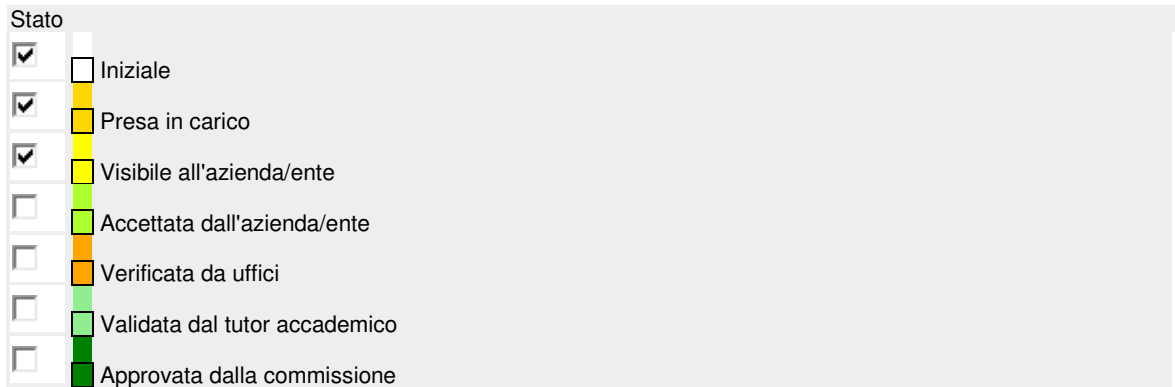 Stato
Iniziale
Presa in carico
Visibile all'azienda/ente
Accettata dall'azienda/ente
Verificata da uffici
Validata dal tutor accademico
Approvata dalla commissione